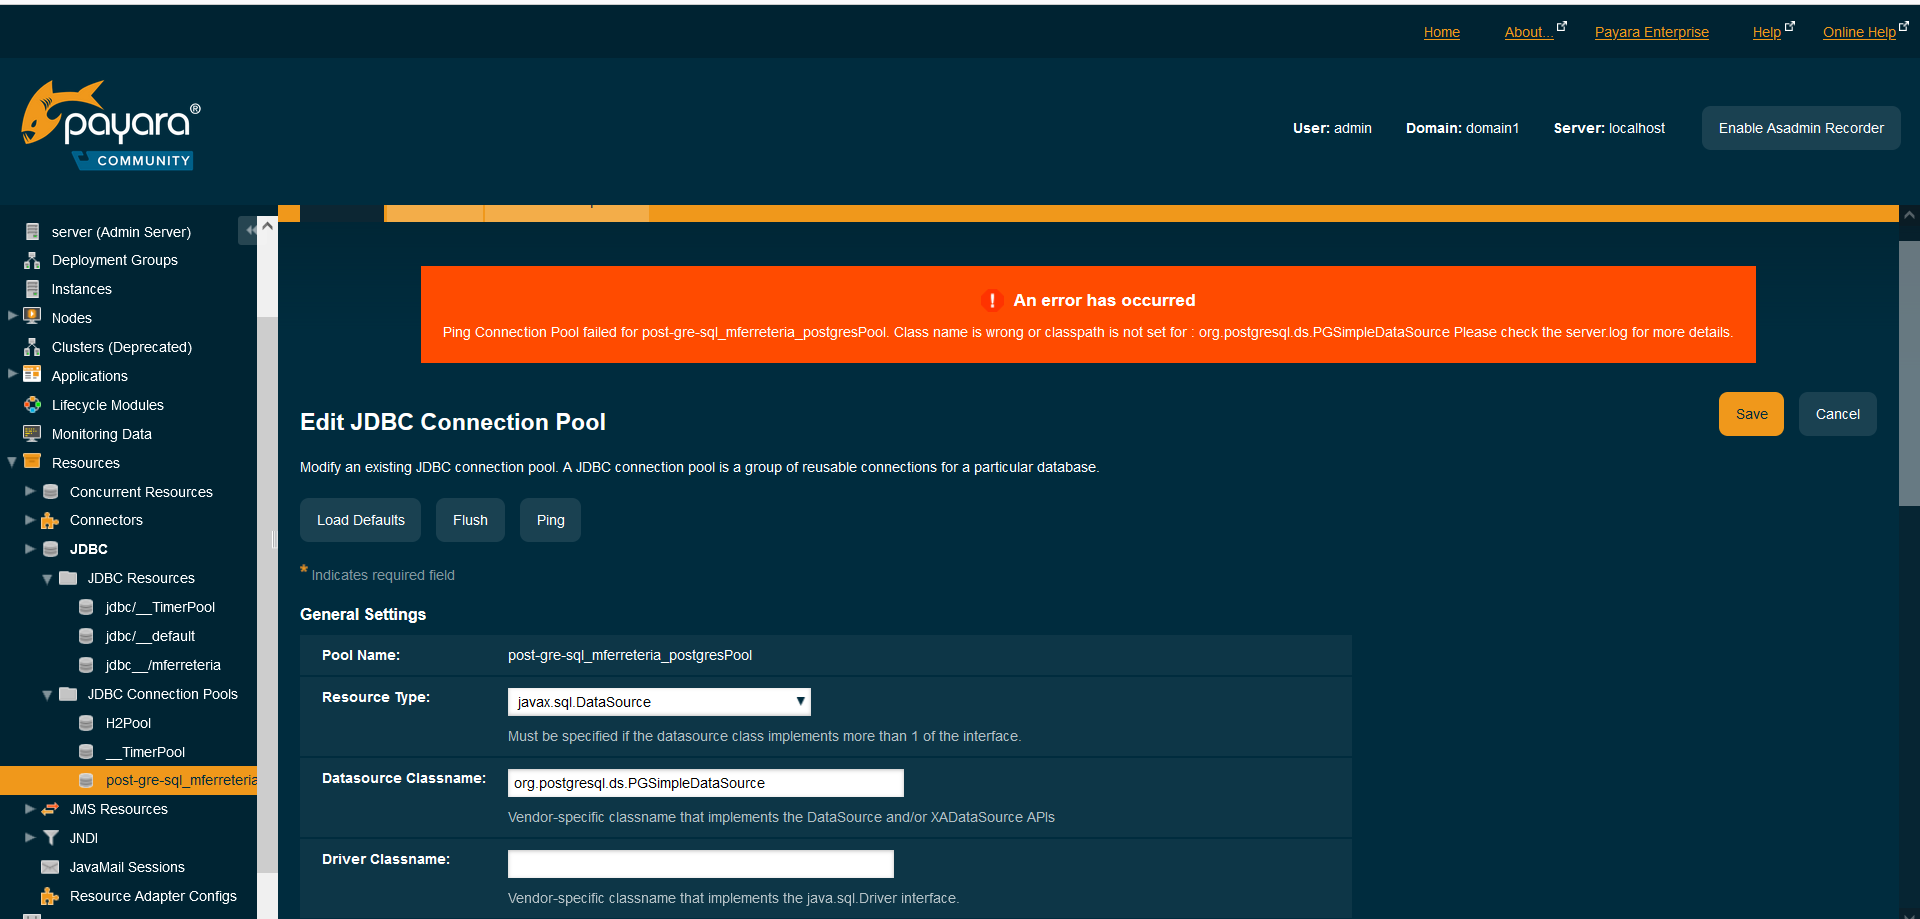 Home About... Payara Enterprise Help Online Help
payara®
COMMUNITY
User: admin Domain: domain1 Server: localhost Enable Asadmin Recorder
server (Admin Server)
Deployment Groups
Instances
Nodes
Clusters (Deprecated)
Applications
Lifecycle Modules
Monitoring Data
Resources
Concurrent Resources
Connectors
JDBC
JDBC Resources
jdbc/__TimerPool
jdbc/__default
jdbc__/mferreteria
JDBC Connection Pools
H2Pool
__TimerPool
post-gre-sql_mferreteria
JMS Resources
JNDI
JavaMail Sessions
Resource Adapter Configs
An error has occurred
Ping Connection Pool failed for post-gre-sql_mferreteria_postgresPool. Class name is wrong or classpath is not set for : org.postgresql.ds.PGSimpleDataSource Please check the server.log for more details.
Edit JDBC Connection Pool
Save Cancel
Modify an existing JDBC connection pool. A JDBC connection pool is a group of reusable connections for a particular database.
Load Defaults Flush Ping
* Indicates required field
General Settings
Pool Name: post-gre-sql_mferreteria_postgresPool
Resource Type: javax.sql.DataSource
Must be specified if the datasource class implements more than 1 of the interface.
Datasource Classname: org.postgresql.ds.PGSimpleDataSource
Vendor-specific classname that implements the DataSource and/or XADataSource APIs
Driver Classname:
Vendor-specific classname that implements the java.sql.Driver interface.